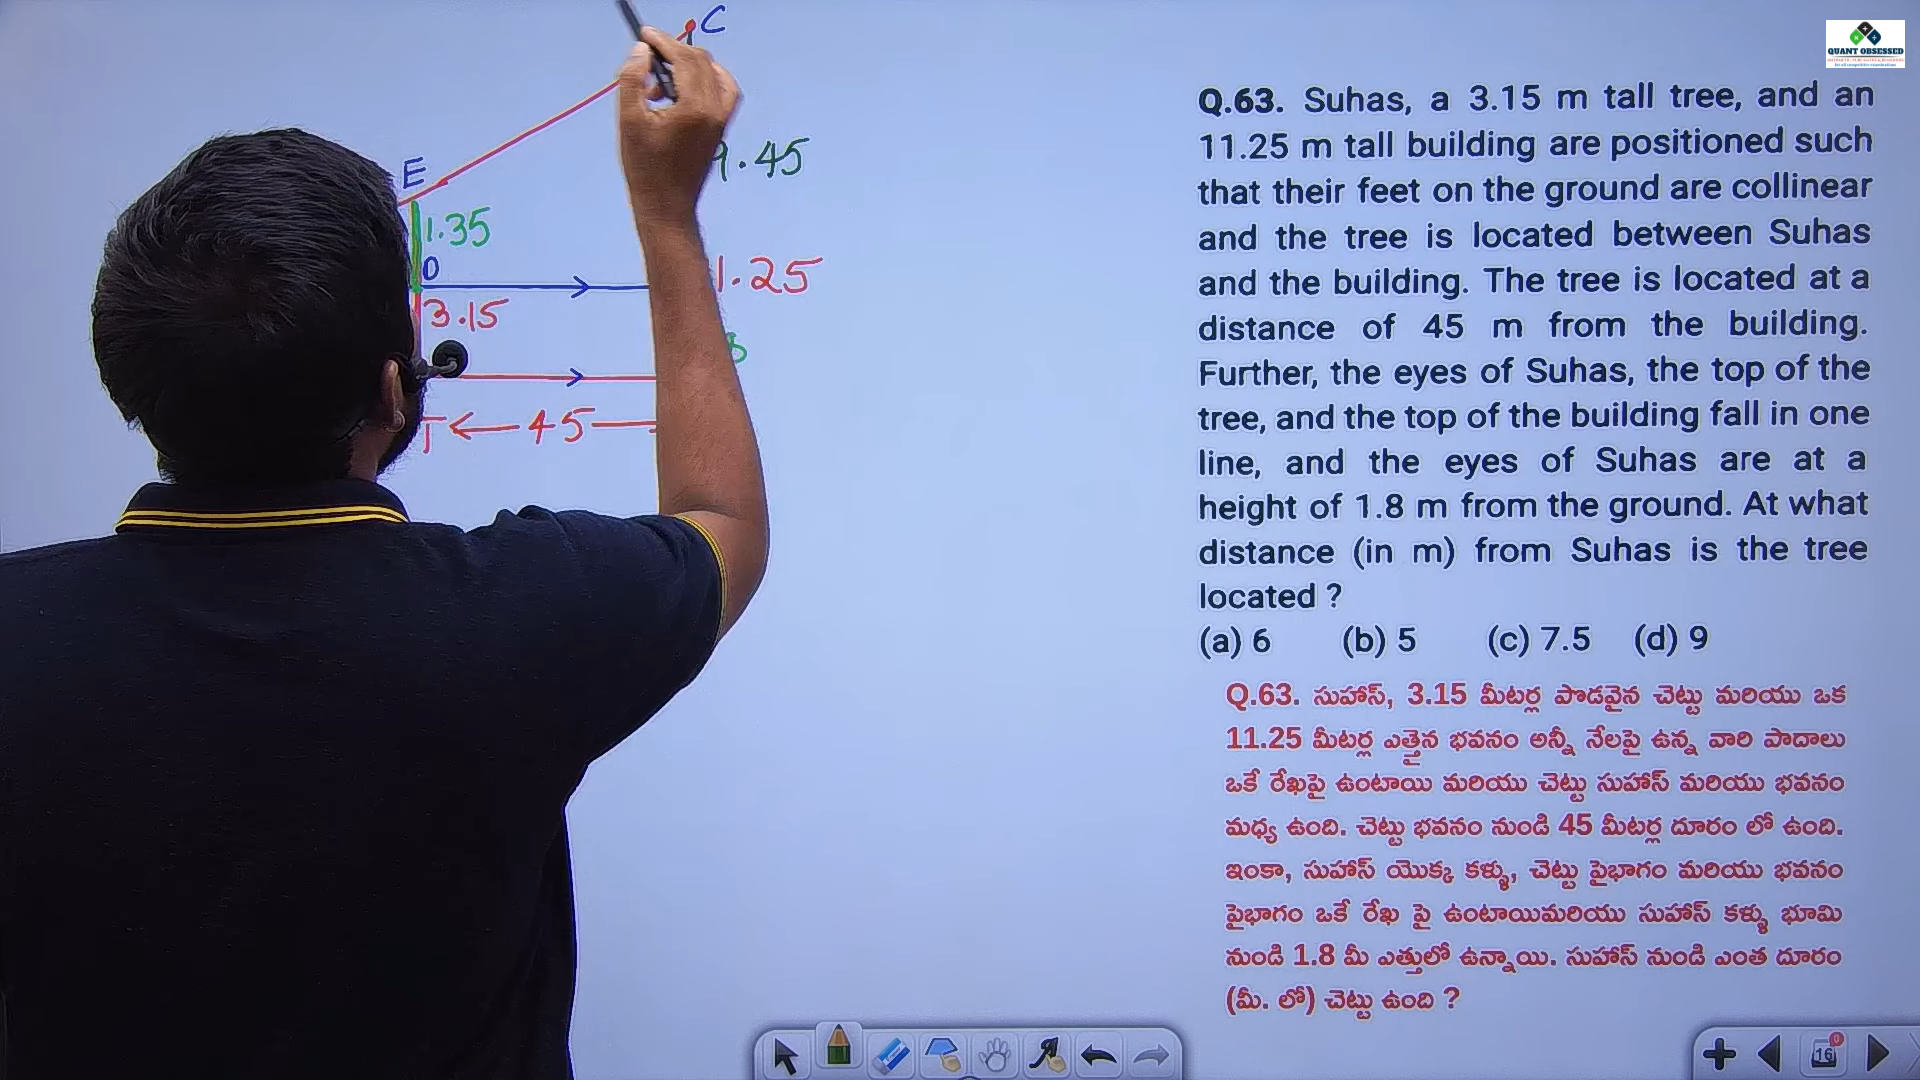 C
QUANT OBSESSED
E
9.45
1.35
D
1.25
3.15
45
Q.63. Suhas, a 3.15 m tall tree, and an
11.25 m tall building are positioned such
that their feet on the ground are collinear
and the tree is located between Suhas
and the building. The tree is located at a
distance of 45 m from the building.
Further, the eyes of Suhas, the top of the
tree, and the top of the building fall in one
line, and the eyes of Suhas are at a
height of 1.8 m from the ground. At what
distance (in m) from Suhas is the tree
located ?
(a) 6 (b) 5 (c) 7.5 (d) 9
Q.63. సుహాస్, 3.15 మీటర్ల పొడవైన చెట్టు మరియు ఒక
11.25 మీటర్ల ఎత్తైన భవనం అన్నీ నేలపై ఉన్న వారి పాదాలు
ఒకే రేఖపై ఉంటాయి మరియు చెట్టు సుహాస్ మరియు భవనం
మధ్య ఉంది. చెట్టు భవనం నుండి 45 మీటర్ల దూరం లో ఉంది.
ఇంకా, సుహాస్ యొక్క కళ్ళు, చెట్టు పైభాగం మరియు భవనం
పైభాగం ఒకే రేఖ పై ఉంటాయిమరియు సుహాస్ కళ్ళు భూమి
నుండి 1.8 మీ ఎత్తులో ఉన్నాయి. సుహాస్ నుండి ఎంత దూరం
(మీ. లో) చెట్టు ఉంది ?
16